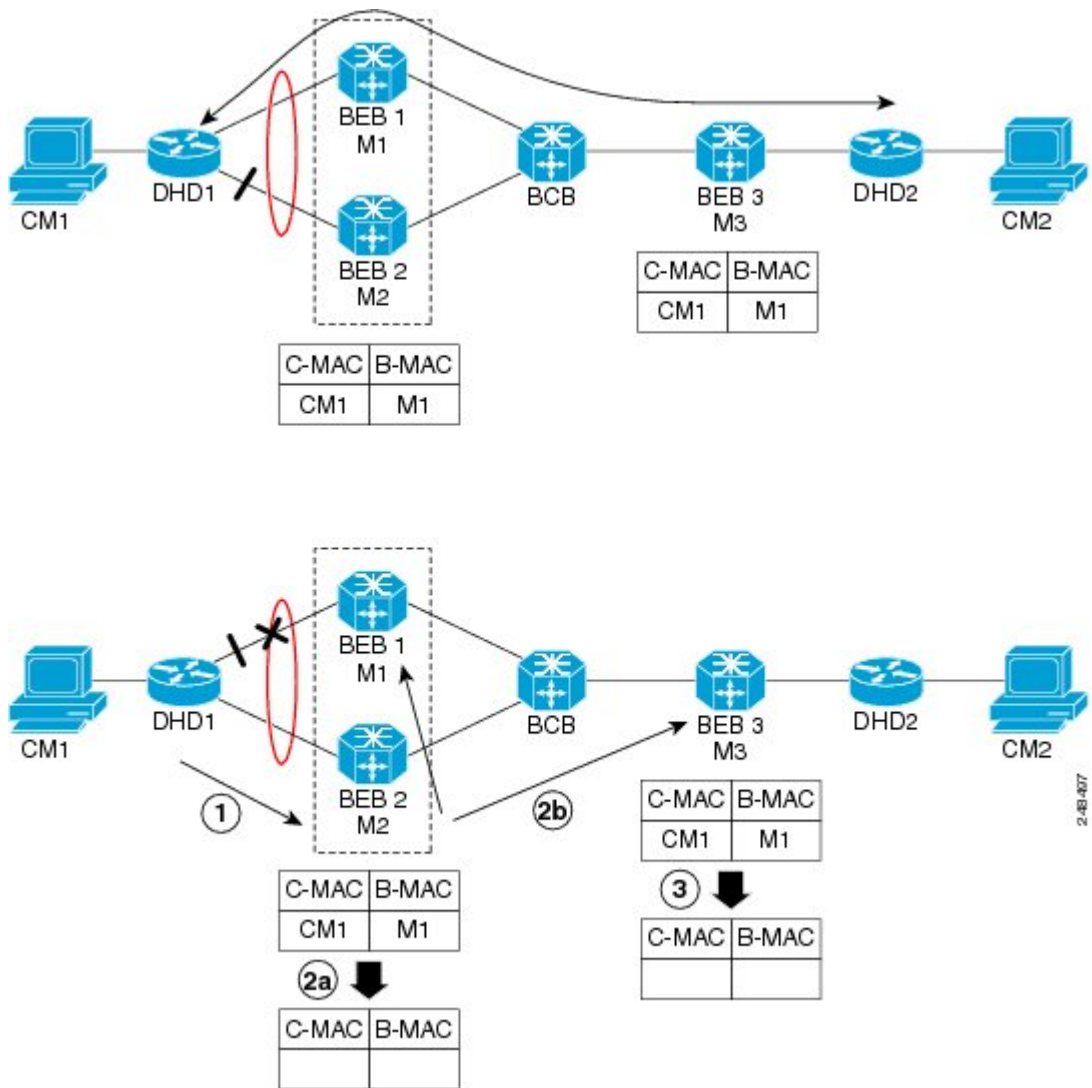 BEB 1
M1
CM1
DHD1
BCB
BEB 3
M3
DHD2
CM2
BEB 2
M2
C-MAC B-MAC
CM1 M1
C-MAC B-MAC
CM1 M1
BEB 1
M1
CM1
DHD1
BCB
BEB 3
M3
DHD2
CM2
1
BEB 2
M2
2b
C-MAC B-MAC
CM1 M1
3
C-MAC B-MAC
C-MAC B-MAC
CM1 M1
2a
C-MAC B-MAC
248497